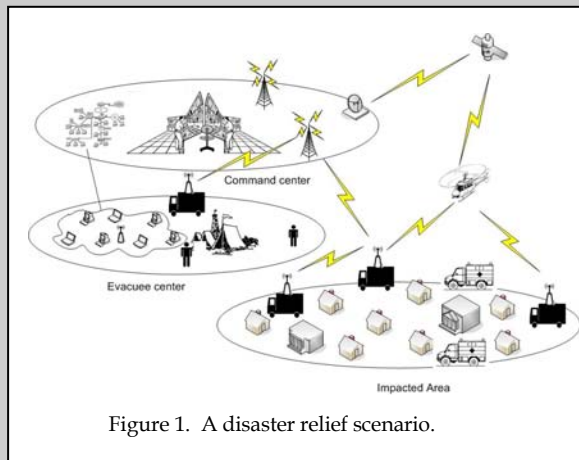 Command center
Evacuee center
Impacted Area
Figure 1. A disaster relief scenario.